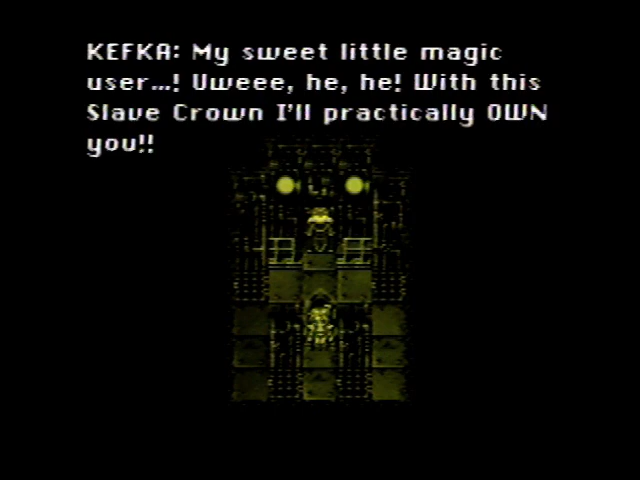 KEFKA: My sweet little magic
user...! Uweee, he, he! With this
Slave Crown I'll practically OWN
you!!